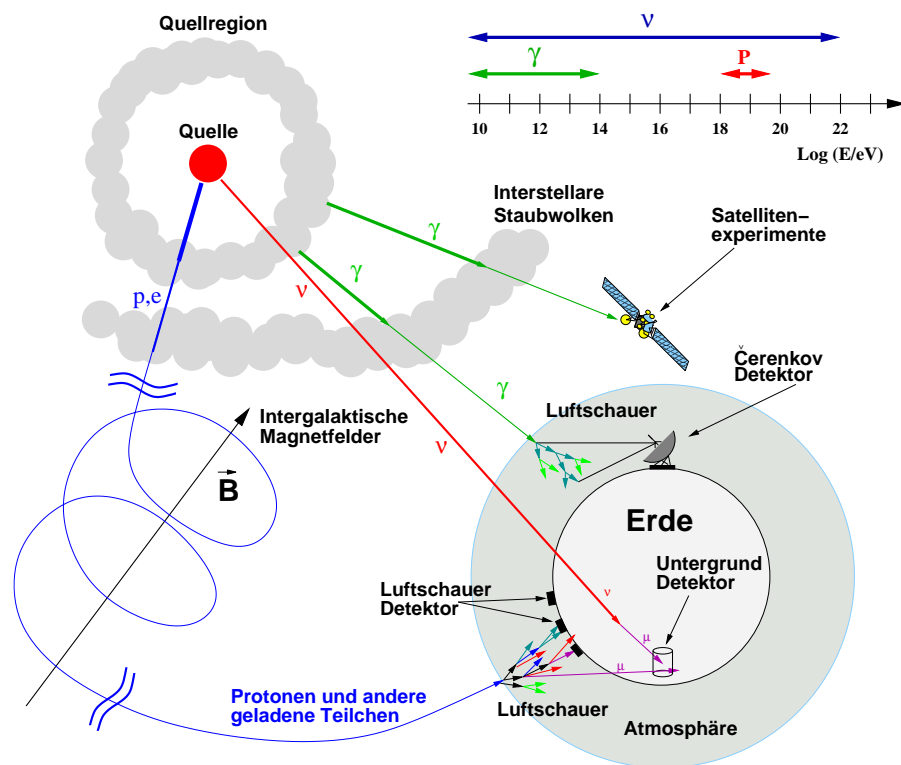 Quellregion
ν
γ
P
10 12 14 16 18 20 22
Log (E/eV)
Quelle
Interstellare
Staubwolken
γ
Satelliten−
experimente
γ
ν
p,e
Čerenkov
Detektor
γ
Luftschauer
Intergalaktische
Magnetfelder
ν
B
Erde
Untergrund
Detektor
Luftschauer
Detektor
ν
μ
μ
Protonen und andere
geladene Teilchen
Luftschauer
Atmosphäre